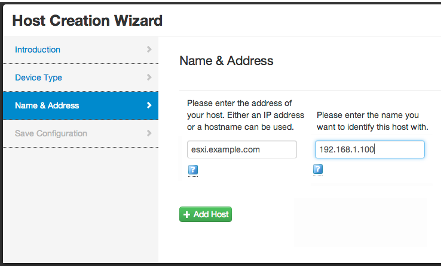 Host Creation Wizard
Introduction
Device Type
Name & Address
Save Configuration
Name & Address
Please enter the address of
your host. Either an IP address
or a hostname can be used.
esxi.example.com
?
Please enter the name you
want to identify this host with.
192.168.1.100
?
+ Add Host